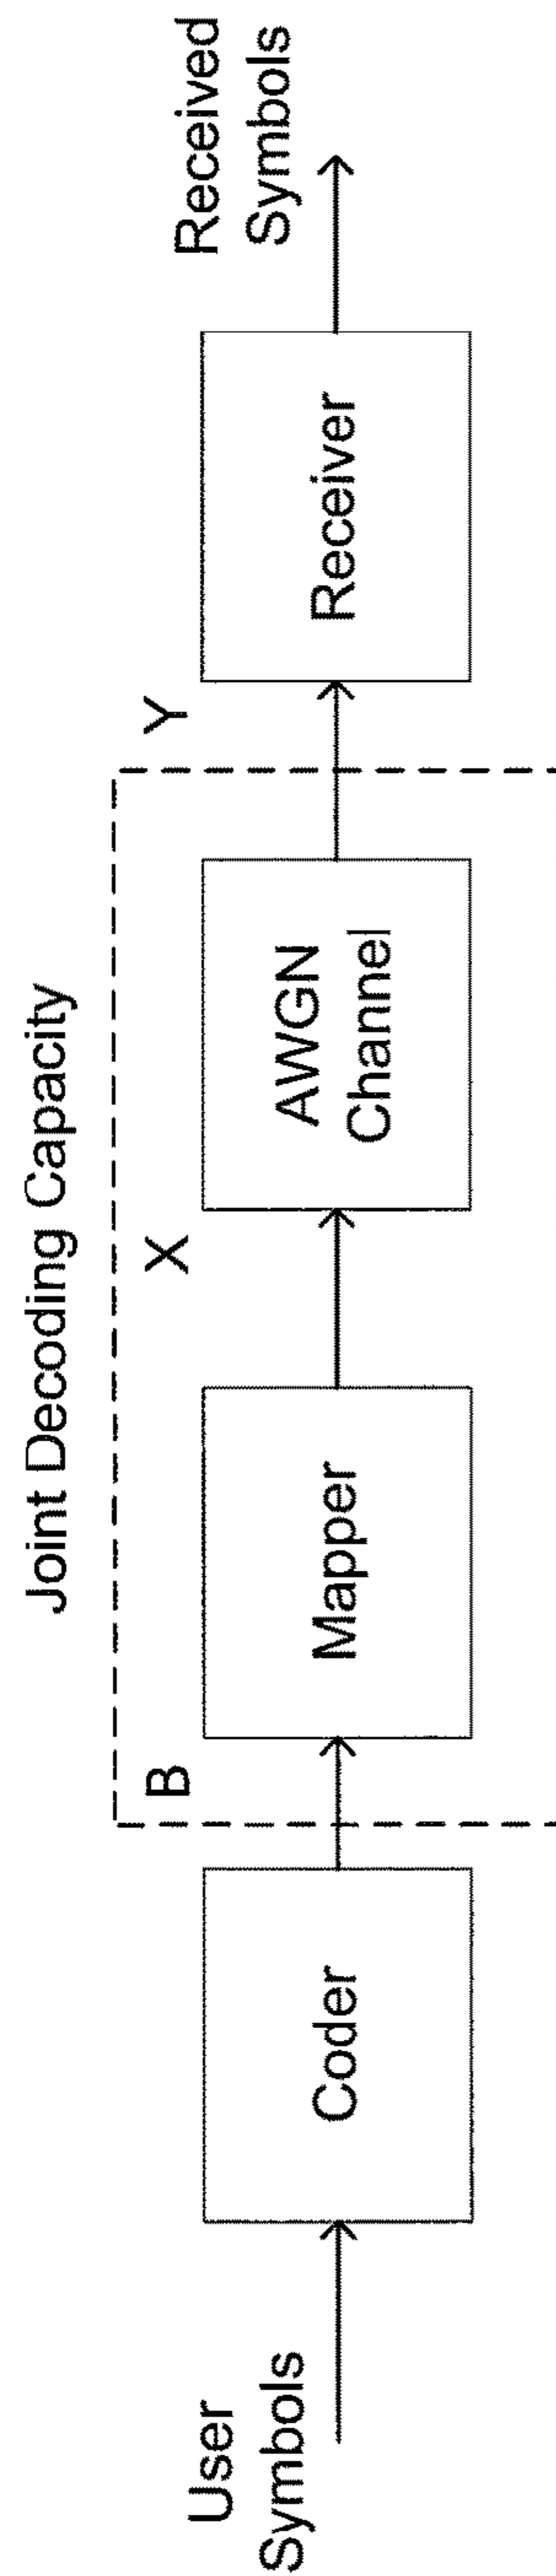 Joint Decoding Capacity
User
Symbols
Coder
B
Mapper
X
AWGN
Channel
Y
Receiver
Received
Symbols